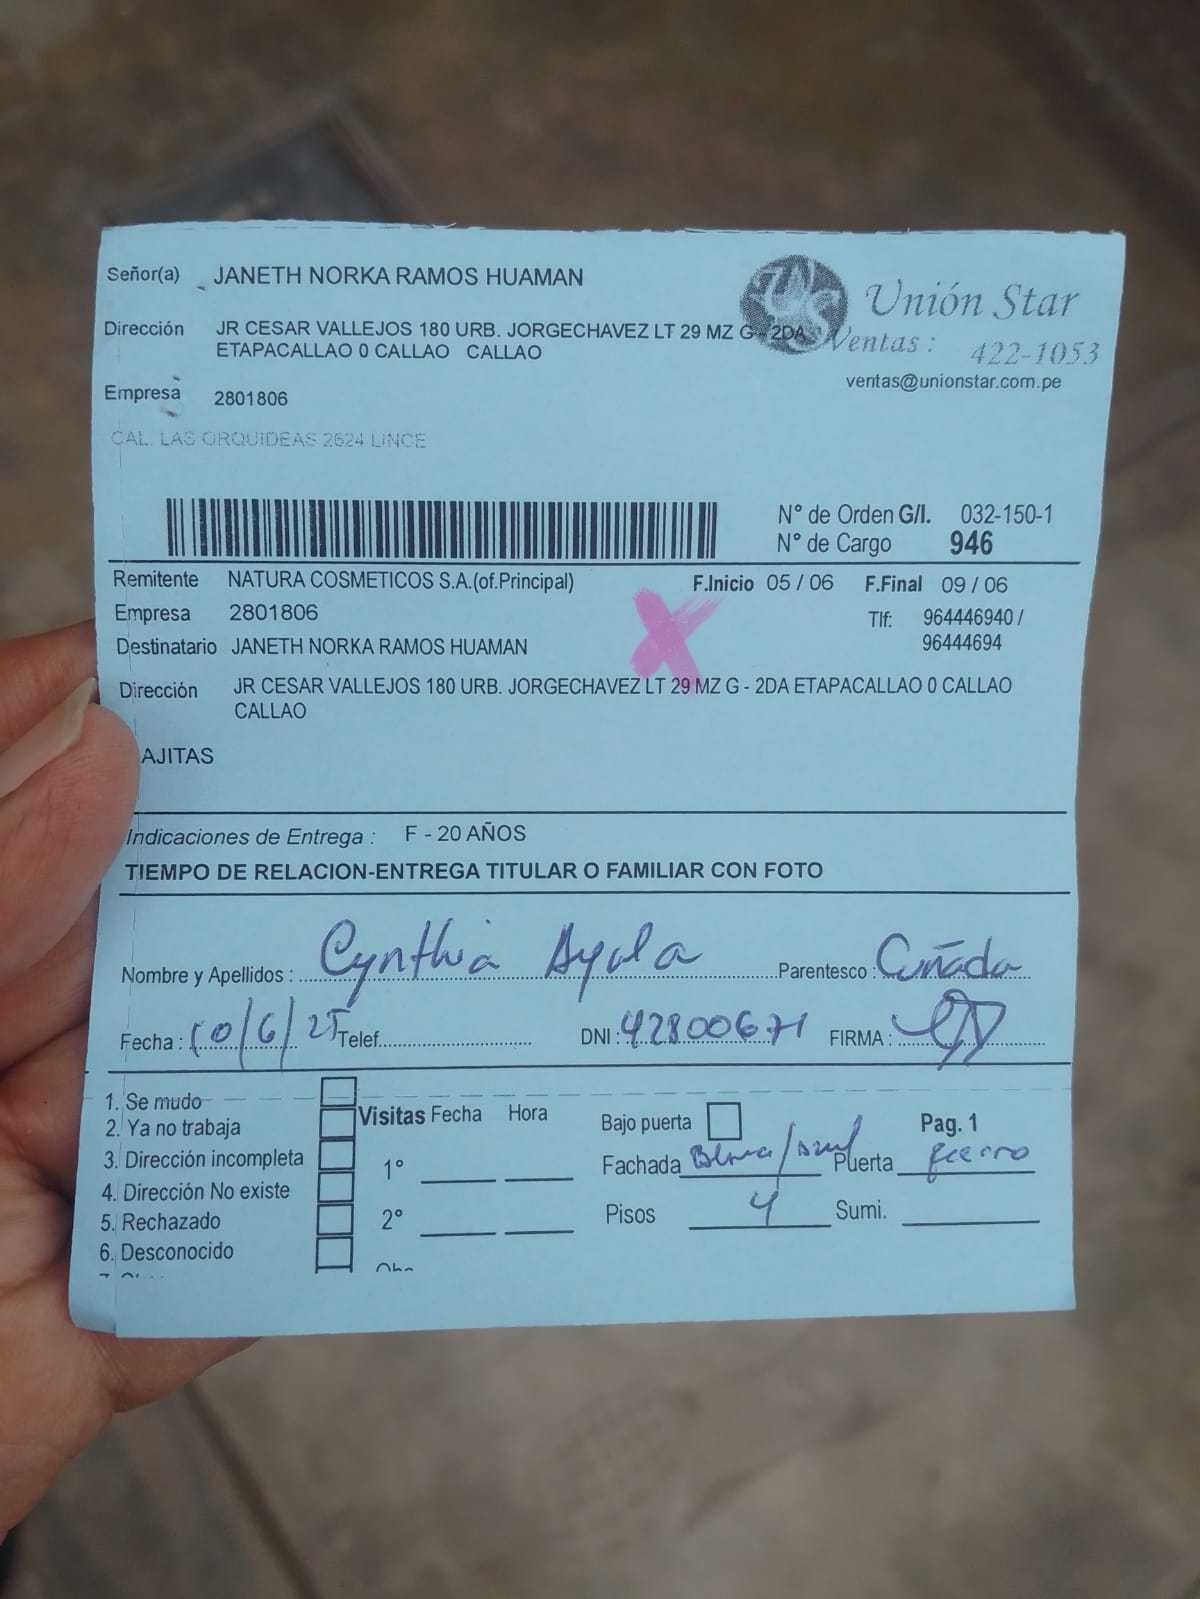 Señor(a) JANETH NORKA RAMOS HUAMAN
Unión Star
Dirección JR CESAR VALLEJOS 180 URB. JORGECHAVEZ LT 29 MZ G - 2DA
ETAPACALLAO 0 CALLAO CALLAO
Ventas : 422-1053
ventas@unionstar.com.pe
Empresa 2801806
CAL. LAS ORQUIDEAS 2624 LINCE
N° de Orden G/I. 032-150-1
N° de Cargo 946
Remitente NATURA COSMETICOS S.A.(of.Principal) F.Inicio 05 / 06 F.Final 09 / 06
Empresa 2801806 Tlf: 964446940 /
96444694
Destinatario JANETH NORKA RAMOS HUAMAN
Dirección JR CESAR VALLEJOS 180 URB. JORGECHAVEZ LT 29 MZ G - 2DA ETAPACALLAO 0 CALLAO
CALLAO
AJITAS
Indicaciones de Entrega : F - 20 AÑOS
TIEMPO DE RELACION-ENTREGA TITULAR O FAMILIAR CON FOTO
Nombre y Apellidos : Cynthia Ayala Parentesco : Cuñada
Fecha : 10/6/25 Telef. DNI : 42800671 FIRMA :
1. Se mudo
2. Ya no trabaja
3. Dirección incompleta
4. Dirección No existe
5. Rechazado
6. Desconocido
Visitas Fecha Hora
1°
2°
Bajo puerta Pag. 1
Fachada Blanca/azul Puerta fierro
Pisos 4 Sumi.